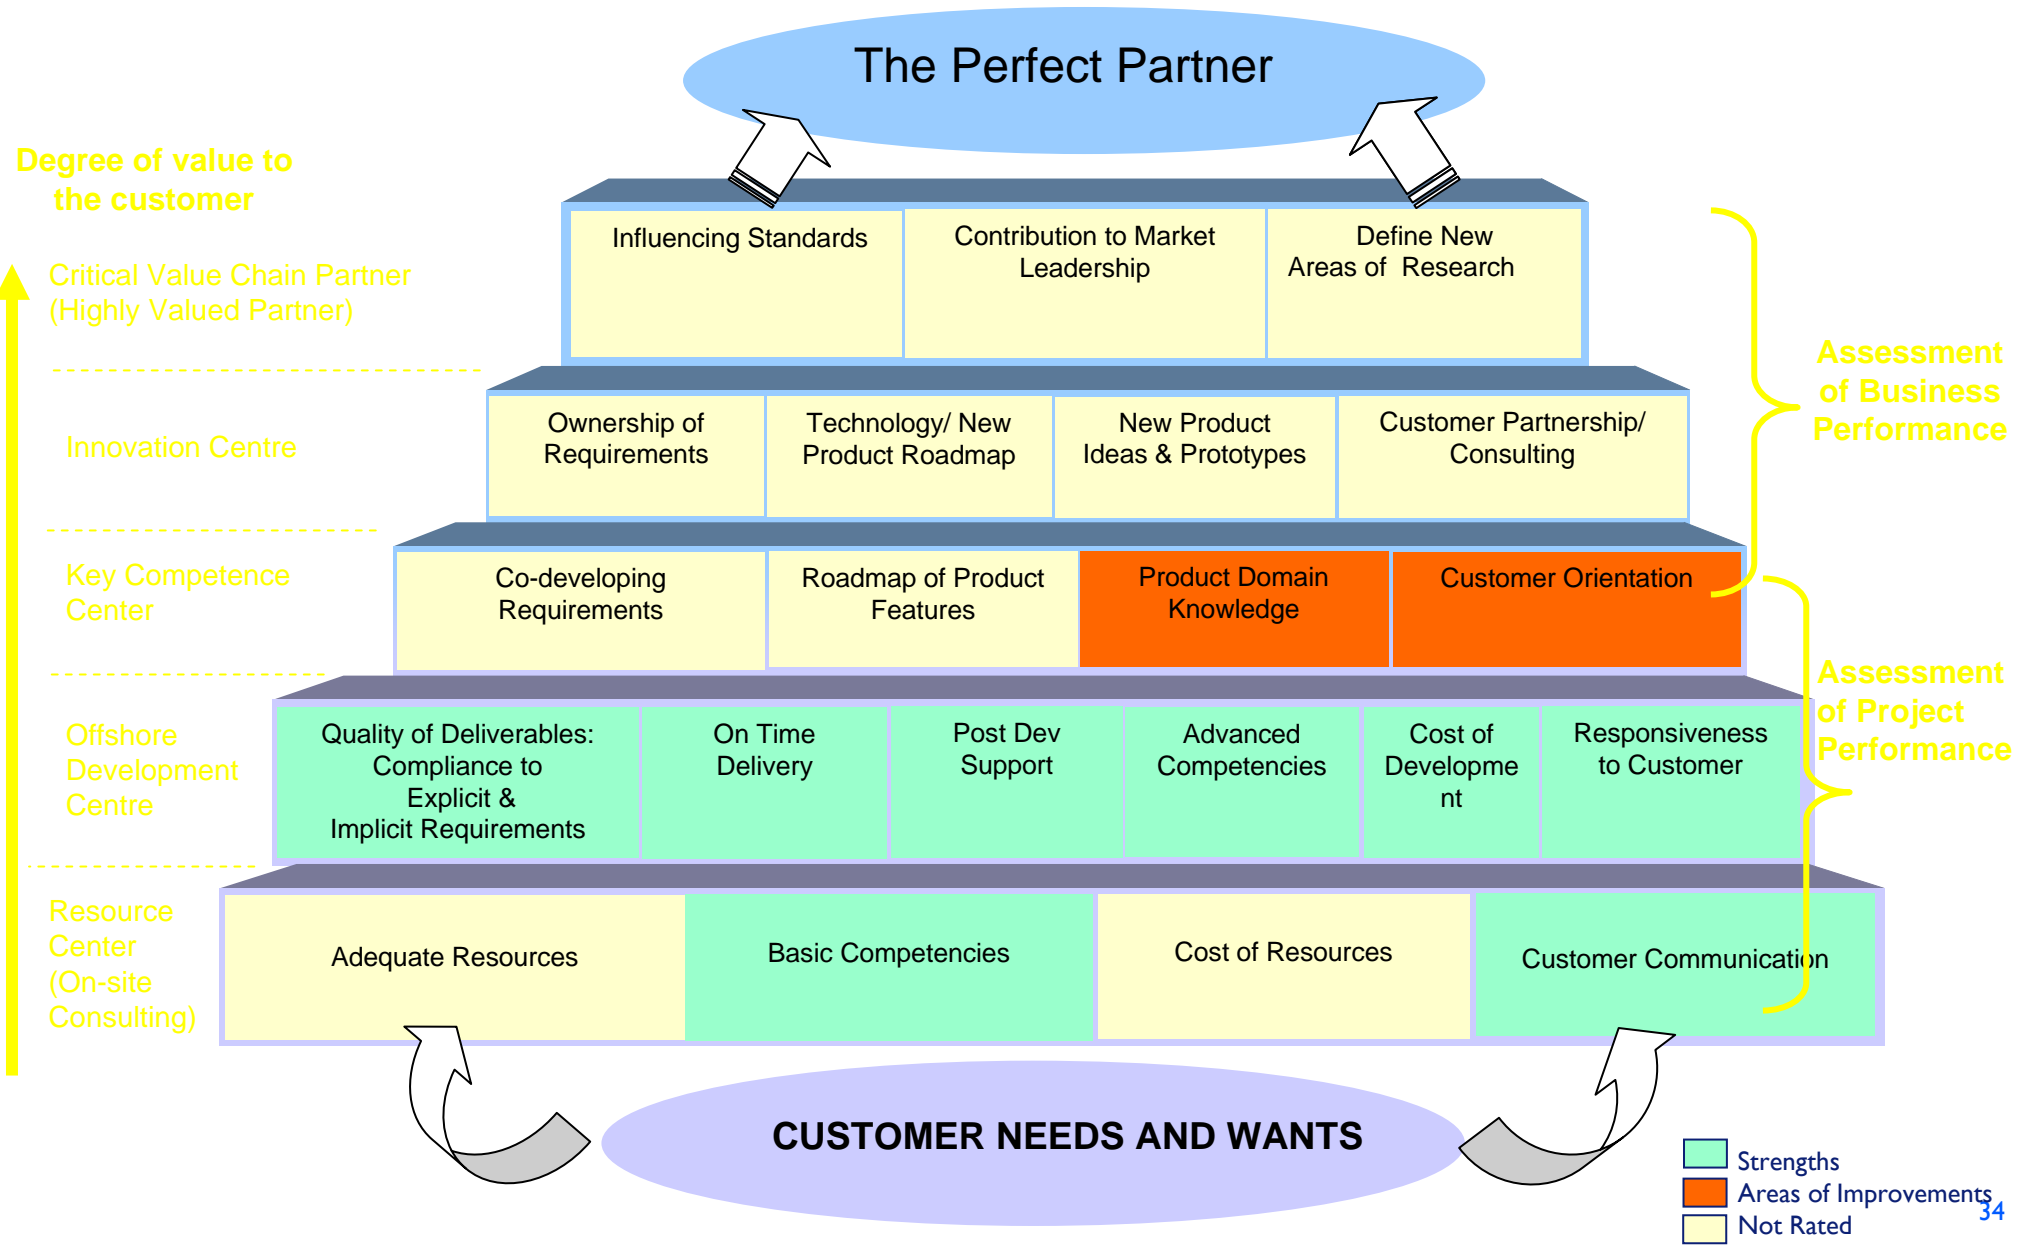 The Perfect Partner
Degree of value to
the customer
Critical Value Chain Partner
(Highly Valued Partner)
Influencing Standards
Contribution to Market
Leadership
Define New
Areas of Research
Assessment
of Business
Performance
Innovation Centre
Ownership of
Requirements
Technology/ New
Product Roadmap
New Product
Ideas & Prototypes
Customer Partnership/
Consulting
Key Competence
Center
Co-developing
Requirements
Roadmap of Product
Features
Product Domain
Knowledge
Customer Orientation
Assessment
of Project
Performance
Offshore
Development
Centre
Quality of Deliverables:
Compliance to
Explicit &
Implicit Requirements
On Time
Delivery
Post Dev
Support
Advanced
Competencies
Cost of
Developme
nt
Responsiveness
to Customer
Resource
Center
(On-site
Consulting)
Adequate Resources
Basic Competencies
Cost of Resources
Customer Communication
CUSTOMER NEEDS AND WANTS
Strengths
Areas of Improvements
Not Rated
34